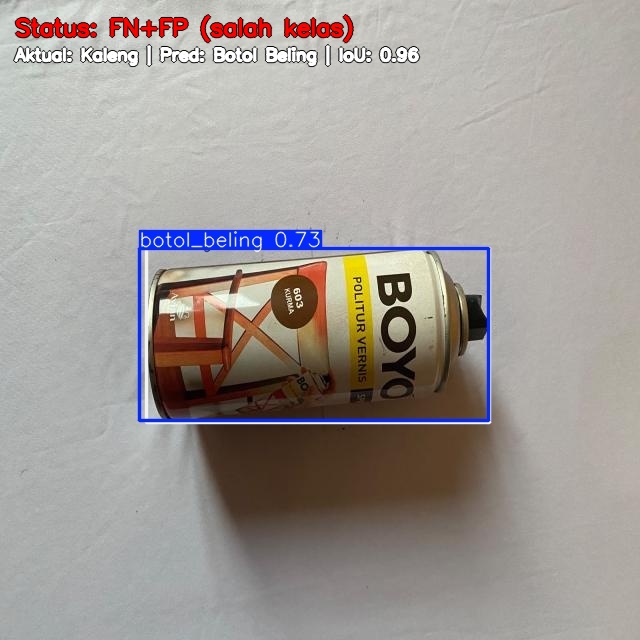 Status: FN+FP (salah kelas)
Aktual: Kaleng | Pred: Botol Beling | IoU: 0.96
botol_beling 0.73
603
KURMA
POLITUR VERNIS
BOYO